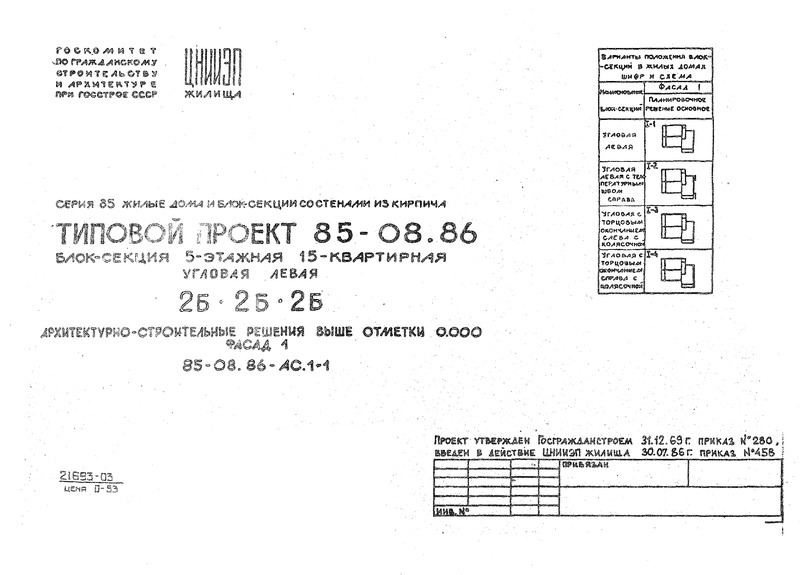 ГОСКОМИТЕТ
ПО ГРАЖДАНСКОМУ
СТРОИТЕЛЬСТВУ
И АРХИТЕКТУРЕ
ПРИ ГОССТРОЕ СССР
ЦНИИЭП
ЖИЛИЩА
ВАРИАНТЫ ПОЛОЖЕНИЯ БЛОК-
СЕКЦИЙ В ЖИЛЫХ ДОМАХ
ШИФР И СХЕМА
НАИМЕНОВАНИЕ
БЛОК-СЕКЦИЙ
ФАСАД 1
ПЛАНИРОВОЧНОЕ
РЕШЕНИЕ ОСНОВНОЕ
УГЛОВАЯ
ЛЕВАЯ
I-1
УГЛОВАЯ
ЛЕВАЯ С ТЕМ-
ПЕРАТУРНЫМ
ШВОМ
СПРАВА
I-2
УГЛОВАЯ С
ТОРЦОВЫМ
ОКОНЧАНИЕМ
СЛЕВА С
КОЛЯСОЧНОЙ
I-3
УГЛОВАЯ С
ТОРЦОВЫМ
ОКОНЧАНИЕМ
СПРАВА С
КОЛЯСОЧНОЙ
I-4
СЕРИЯ 85 ЖИЛЫЕ ДОМА И БЛОК-СЕКЦИИ СО СТЕНАМИ ИЗ КИРПИЧА
ТИПОВОЙ ПРОЕКТ 85-08.86
БЛОК-СЕКЦИЯ 5-ЭТАЖНАЯ 15-КВАРТИРНАЯ
УГЛОВАЯ ЛЕВАЯ
2Б·2Б·2Б
АРХИТЕКТУРНО-СТРОИТЕЛЬНЫЕ РЕШЕНИЯ ВЫШЕ ОТМЕТКИ 0.000
ФАСАД 1
85-08.86-АС.1-1
21693-03
ЦЕНА 0-93
ПРОЕКТ УТВЕРЖДЕН ГОСГРАЖДАНСТРОЕМ 31.12.69 Г. ПРИКАЗ №280,
ВВЕДЕН В ДЕЙСТВИЕ ЦНИИЭП ЖИЛИЩА 30.07.86 Г. ПРИКАЗ №458
ПРИВЯЗАН
ИНВ. №